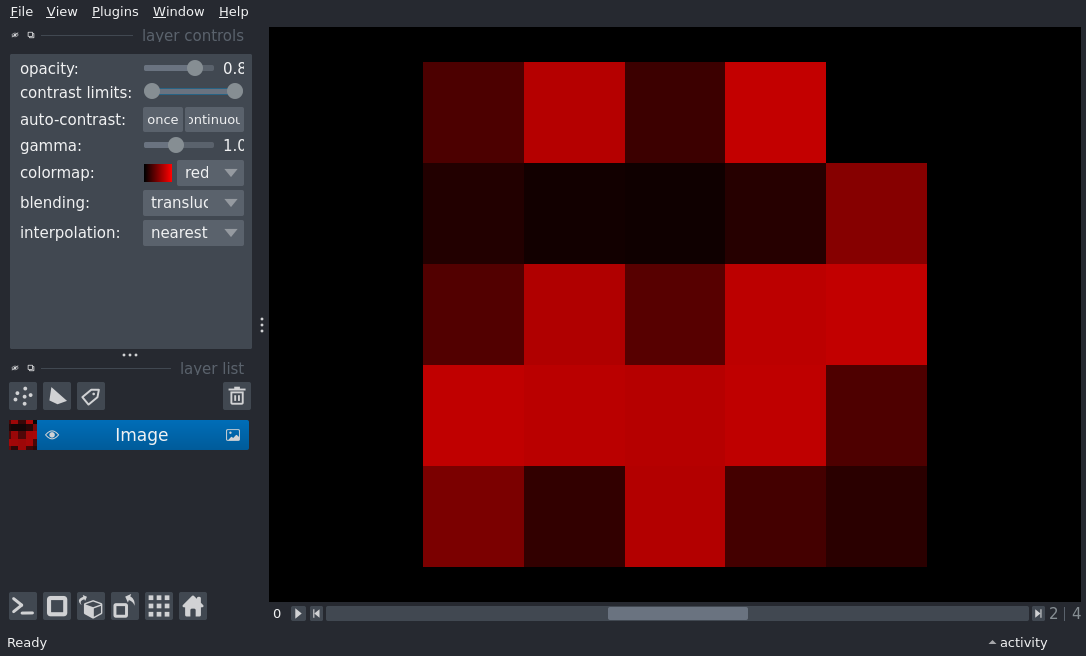 File View Plugins Window Help
layer controls
opacity: 0.8
contrast limits:
auto-contrast: once ontinuou
gamma: 1.0
colormap: red
blending: transluc
interpolation: nearest
layer list
Image
0 2 | 4
Ready activity